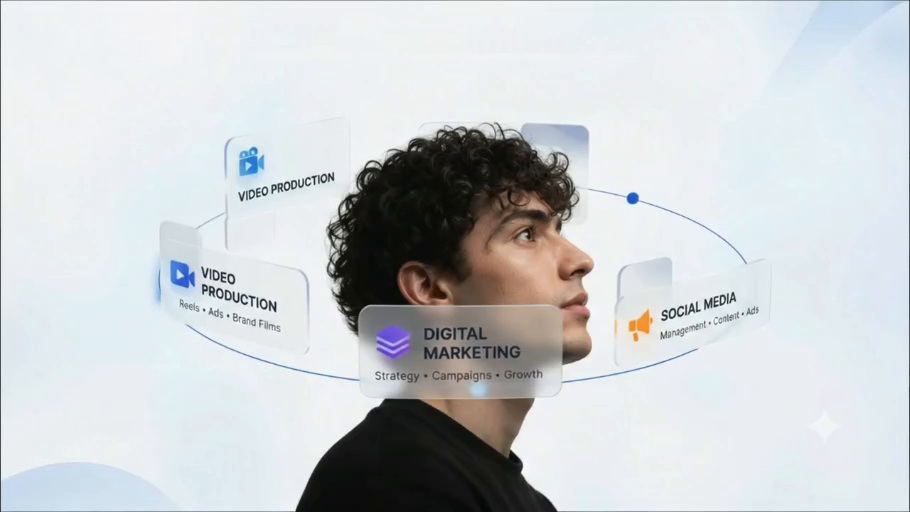 VIDEO PRODUCTION
VIDEO
PRODUCTION
Reels • Ads • Brand Films
DIGITAL
MARKETING
Strategy • Campaigns • Growth
SOCIAL MEDIA
Management • Content • Ads